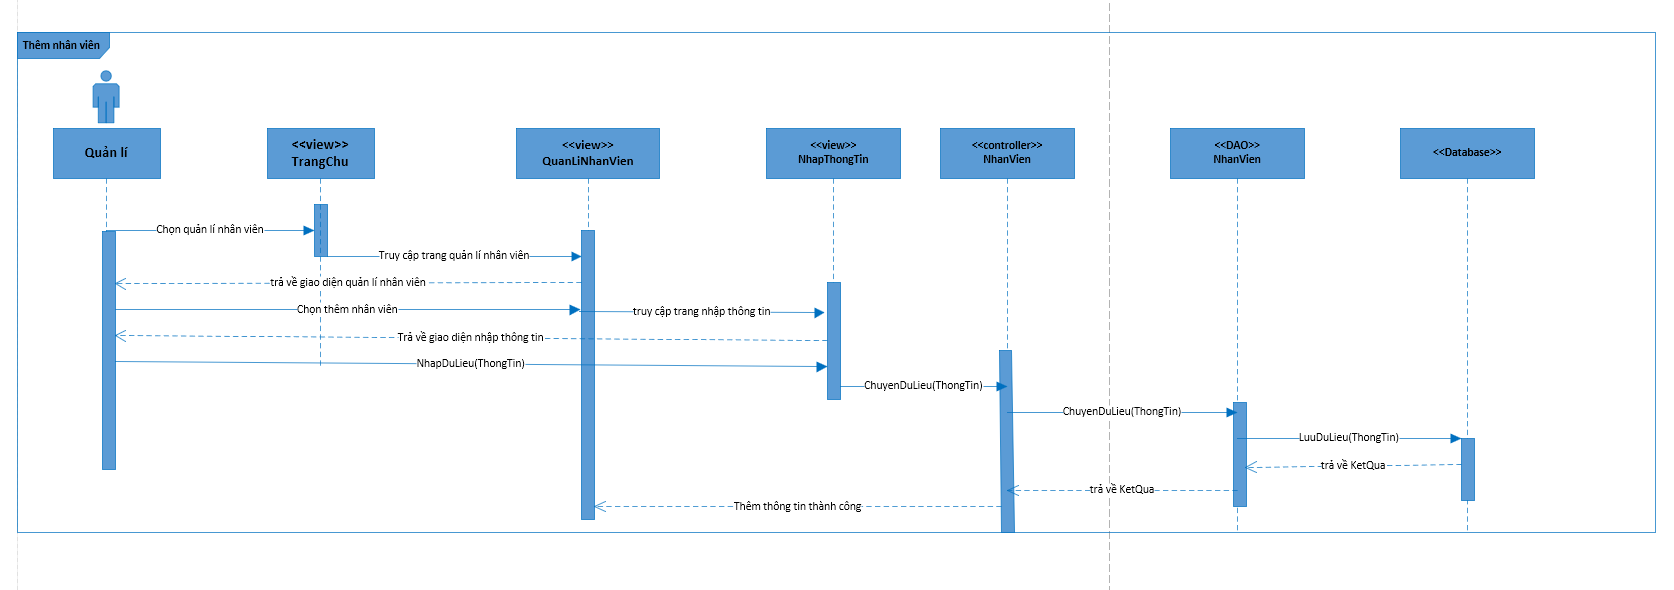 Thêm nhân viên
Quản lí
<<view>>
TrangChu
<<view>>
QuanLiNhanVien
<<view>>
NhapThongTin
<<controller>>
NhanVien
<<DAO>>
NhanVien
<<Database>>
Chọn quản lí nhân viên
Truy cập trang quản lí nhân viên
trả về giao diện quản lí nhân viên
Chọn thêm nhân viên
truy cập trang nhập thông tin
Trả về giao diện nhập thông tin
NhapDuLieu(ThongTin)
ChuyenDuLieu(ThongTin)
ChuyenDuLieu(ThongTin)
LuuDuLieu(ThongTin)
trả về KetQua
trả về KetQua
Thêm thông tin thành công